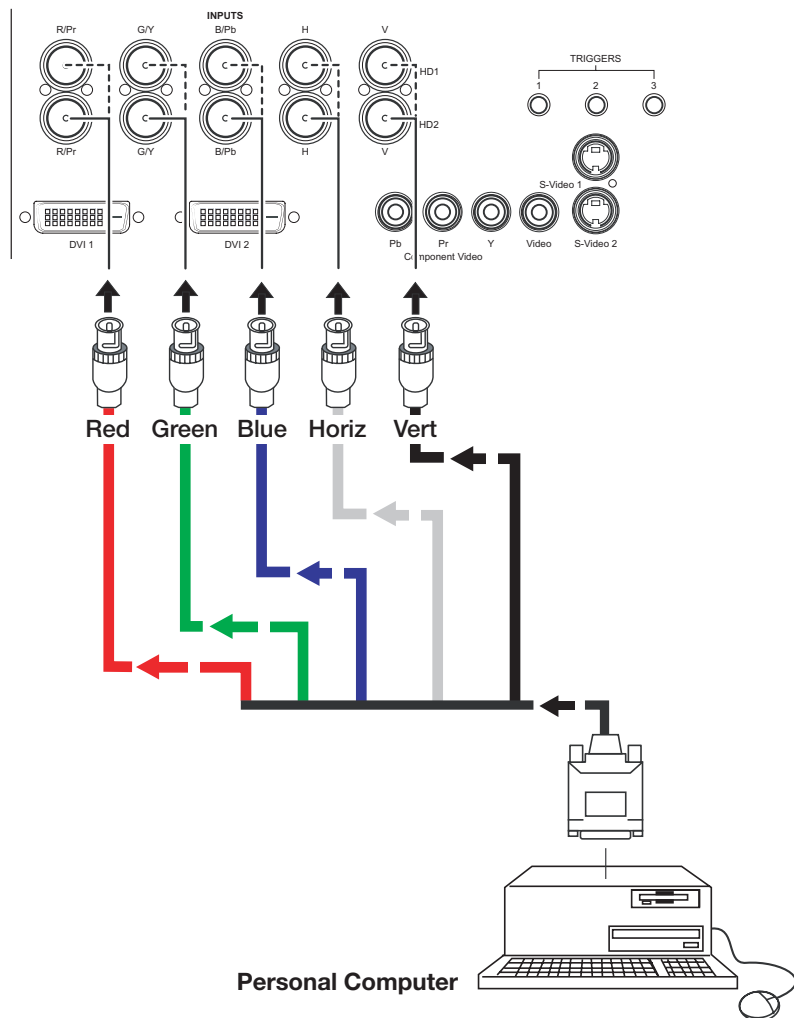 INPUTS
R/Pr G/Y B/Pb H V
HD1
TRIGGERS
1 2 3
HD2
R/Pr G/Y B/Pb H V
S-Video 1
DVI 1 DVI 2
Pb Pr Y Video S-Video 2
Component Video
Red Green Blue Horiz Vert
Personal Computer